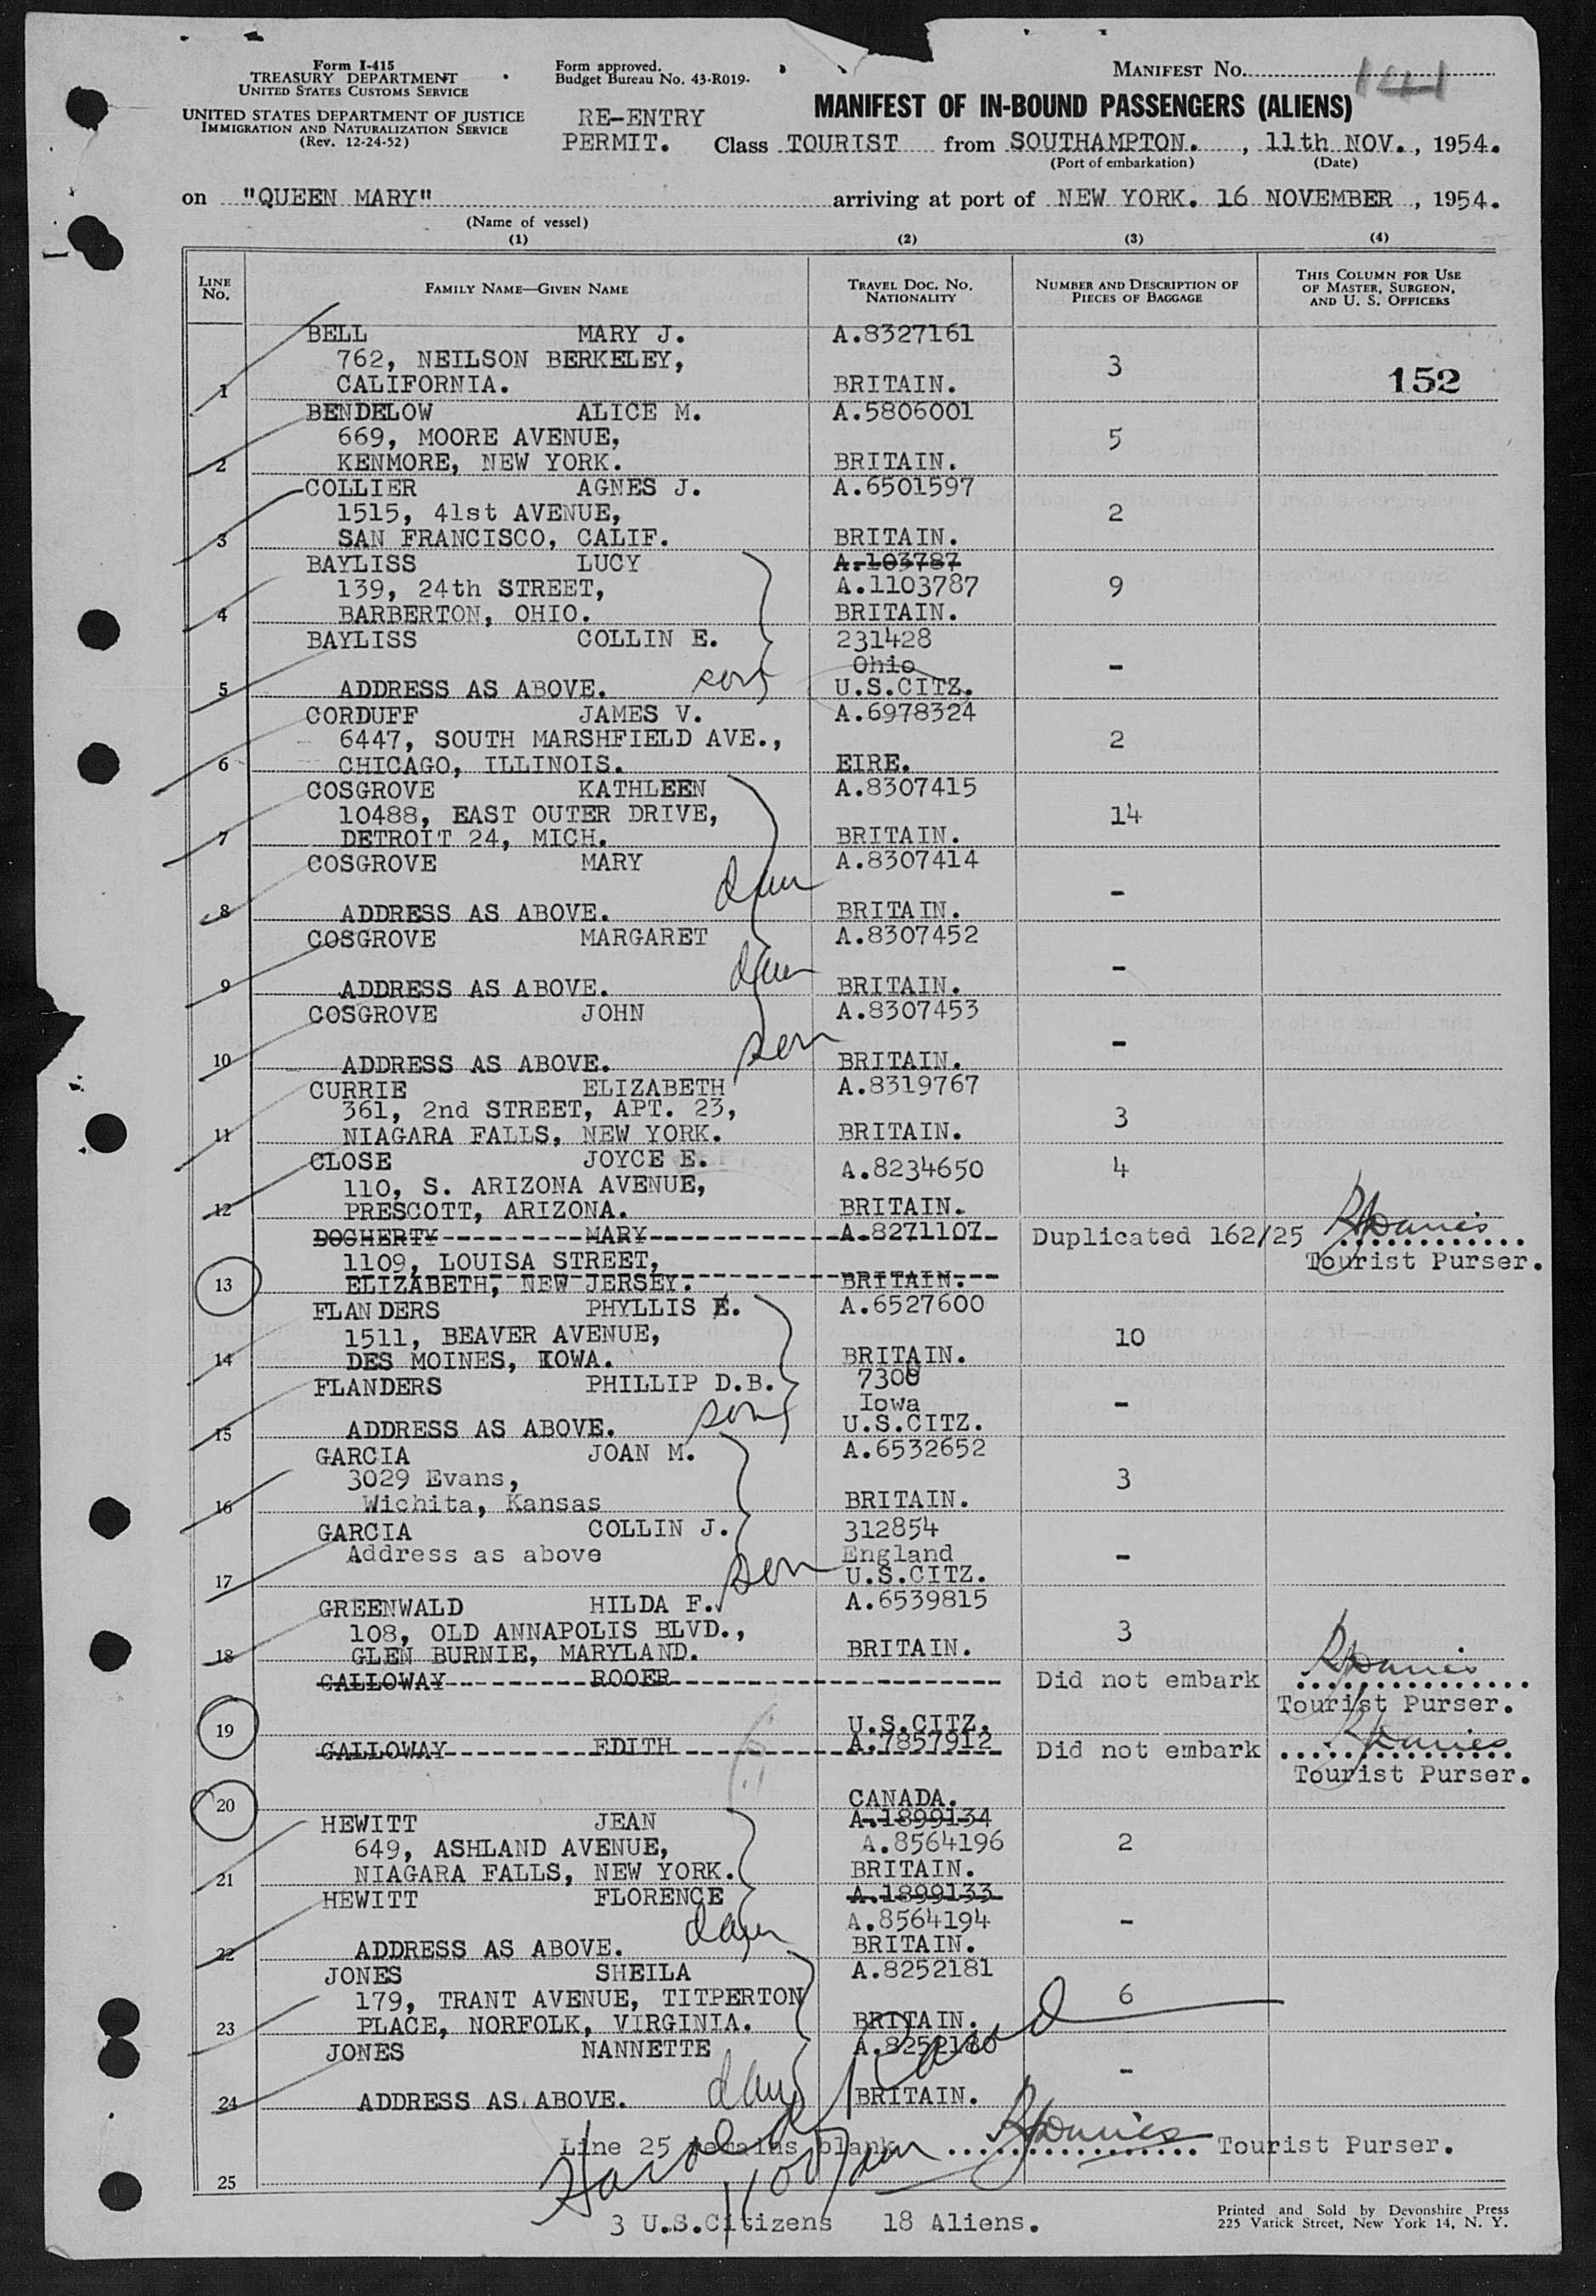 Form I-415
TREASURY DEPARTMENT
UNITED STATES CUSTOMS SERVICE
UNITED STATES DEPARTMENT OF JUSTICE
IMMIGRATION AND NATURALIZATION SERVICE
(Rev. 12-24-52)
Form approved.
Budget Bureau No. 43-R019-
RE-ENTRY
PERMIT.
MANIFEST No. 141
MANIFEST OF IN-BOUND PASSENGERS (ALIENS)
Class TOURIST from SOUTHAMPTON. , 11th NOV. , 1954.
(Port of embarkation) (Date)
on "QUEEN MARY" arriving at port of NEW YORK. 16 NOVEMBER , 1954.
(Name of vessel)
(1) (2) (3) (4)
LINE No. FAMILY NAME—GIVEN NAME TRAVEL DOC. No. NATIONALITY NUMBER AND DESCRIPTION OF PIECES OF BAGGAGE THIS COLUMN FOR USE OF MASTER, SURGEON, AND U. S. OFFICERS
BELL MARY J. A.8327161
762, NEILSON BERKELEY, 3
1 CALIFORNIA. BRITAIN. 152
BENDELOW ALICE M. A.5806001
669, MOORE AVENUE, 5
2 KENMORE, NEW YORK. BRITAIN.
COLLIER AGNES J. A.6501597
1515, 41st AVENUE, 2
3 SAN FRANCISCO, CALIF. BRITAIN.
BAYLISS LUCY A.103787
139, 24th STREET, A.1103787 9
4 BARBERTON, OHIO. BRITAIN.
BAYLISS COLLIN E. 231428
Ohio -
5 ADDRESS AS ABOVE. son U.S.CITZ.
CORDUFF JAMES V. A.6978324
6447, SOUTH MARSHFIELD AVE., 2
6 CHICAGO, ILLINOIS. EIRE.
COSGROVE KATHLEEN A.8307415
10488, EAST OUTER DRIVE, 14
7 DETROIT 24, MICH. BRITAIN.
COSGROVE MARY A.8307414
dau -
8 ADDRESS AS ABOVE. BRITAIN.
COSGROVE MARGARET A.8307452
dau -
9 ADDRESS AS ABOVE. BRITAIN.
COSGROVE JOHN A.8307453
son -
10 ADDRESS AS ABOVE. BRITAIN.
CURRIE ELIZABETH A.8319767
361, 2nd STREET, APT. 23, 3
11 NIAGARA FALLS, NEW YORK. BRITAIN.
CLOSE JOYCE E. A.8234650 4
110, S. ARIZONA AVENUE,
12 PRESCOTT, ARIZONA. BRITAIN.
DOGHERTY MARY A.8271107 Duplicated 162/25
1109, LOUISA STREET, Tourist Purser.
13 ELIZABETH, NEW JERSEY. BRITAIN.
FLANDERS PHYLLIS E. A.6527600
1511, BEAVER AVENUE, 10
14 DES MOINES, IOWA. BRITAIN.
FLANDERS PHILLIP D.B. 7308
son Iowa -
15 ADDRESS AS ABOVE. U.S.CITZ.
GARCIA JOAN M. A.6532652
3029 Evans, 3
16 Wichita, Kansas BRITAIN.
GARCIA COLLIN J. 312854
Address as above England -
17 son U.S.CITZ.
GREENWALD HILDA F. A.6539815
108, OLD ANNAPOLIS BLVD., 3
18 GLEN BURNIE, MARYLAND. BRITAIN.
GALLOWAY ROOER Did not embark
Tourist Purser.
19 U.S.CITZ.
GALLOWAY EDITH A.7857912 Did not embark
Tourist Purser.
20 CANADA.
HEWITT JEAN A.1899134
649, ASHLAND AVENUE, A.8564196 2
21 NIAGARA FALLS, NEW YORK. BRITAIN.
HEWITT FLORENCE A.1899133
dau A.8564194 -
22 ADDRESS AS ABOVE. BRITAIN.
JONES SHEILA A.8252181
179, TRANT AVENUE, TITPERTON 6
23 PLACE, NORFOLK, VIRGINIA. BRITAIN.
JONES NANNETTE A.8252180
dau -
24 ADDRESS AS ABOVE. BRITAIN.
Line 25 remains blank Tourist Purser.
25
3 U.S.Citizens 18 Aliens.
Printed and Sold by Devonshire Press
225 Varick Street, New York 14, N. Y.